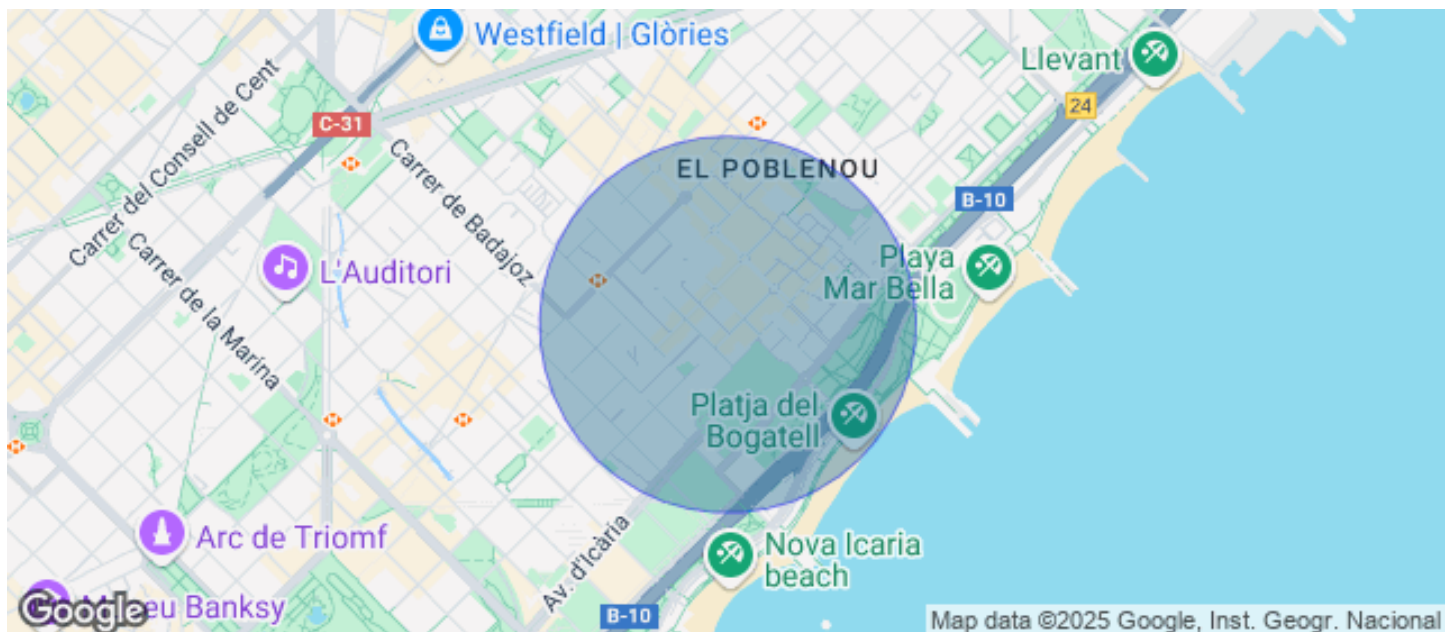 Westfield | Glòries
Llevant
24
C-31
Carrer del Consell de Cent
Carrer de Badajoz
EL POBLENOU
B-10
L'Auditori
Playa
Mar Bella
Carrer de la Marina
Platja del
Bogatell
Arc de Triomf
Av. d'Icària
Nova Icaria
beach
eu Banksy
Google
B-10
Map data ©2025 Google, Inst. Geogr. Nacional